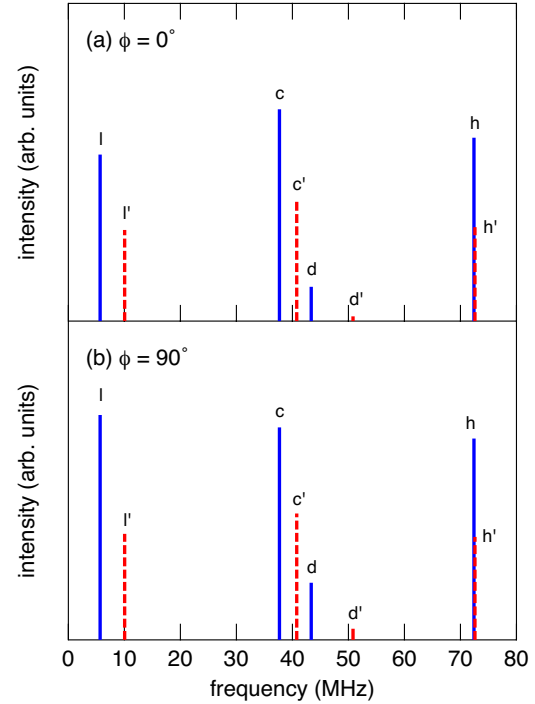 (a) ϕ = 0°
intensity (arb. units)
l
l'
c
c'
d
d'
h
h'
(b) ϕ = 90°
intensity (arb. units)
l
l'
c
c'
d
d'
h
h'
0 10 20 30 40 50 60 70 80
frequency (MHz)